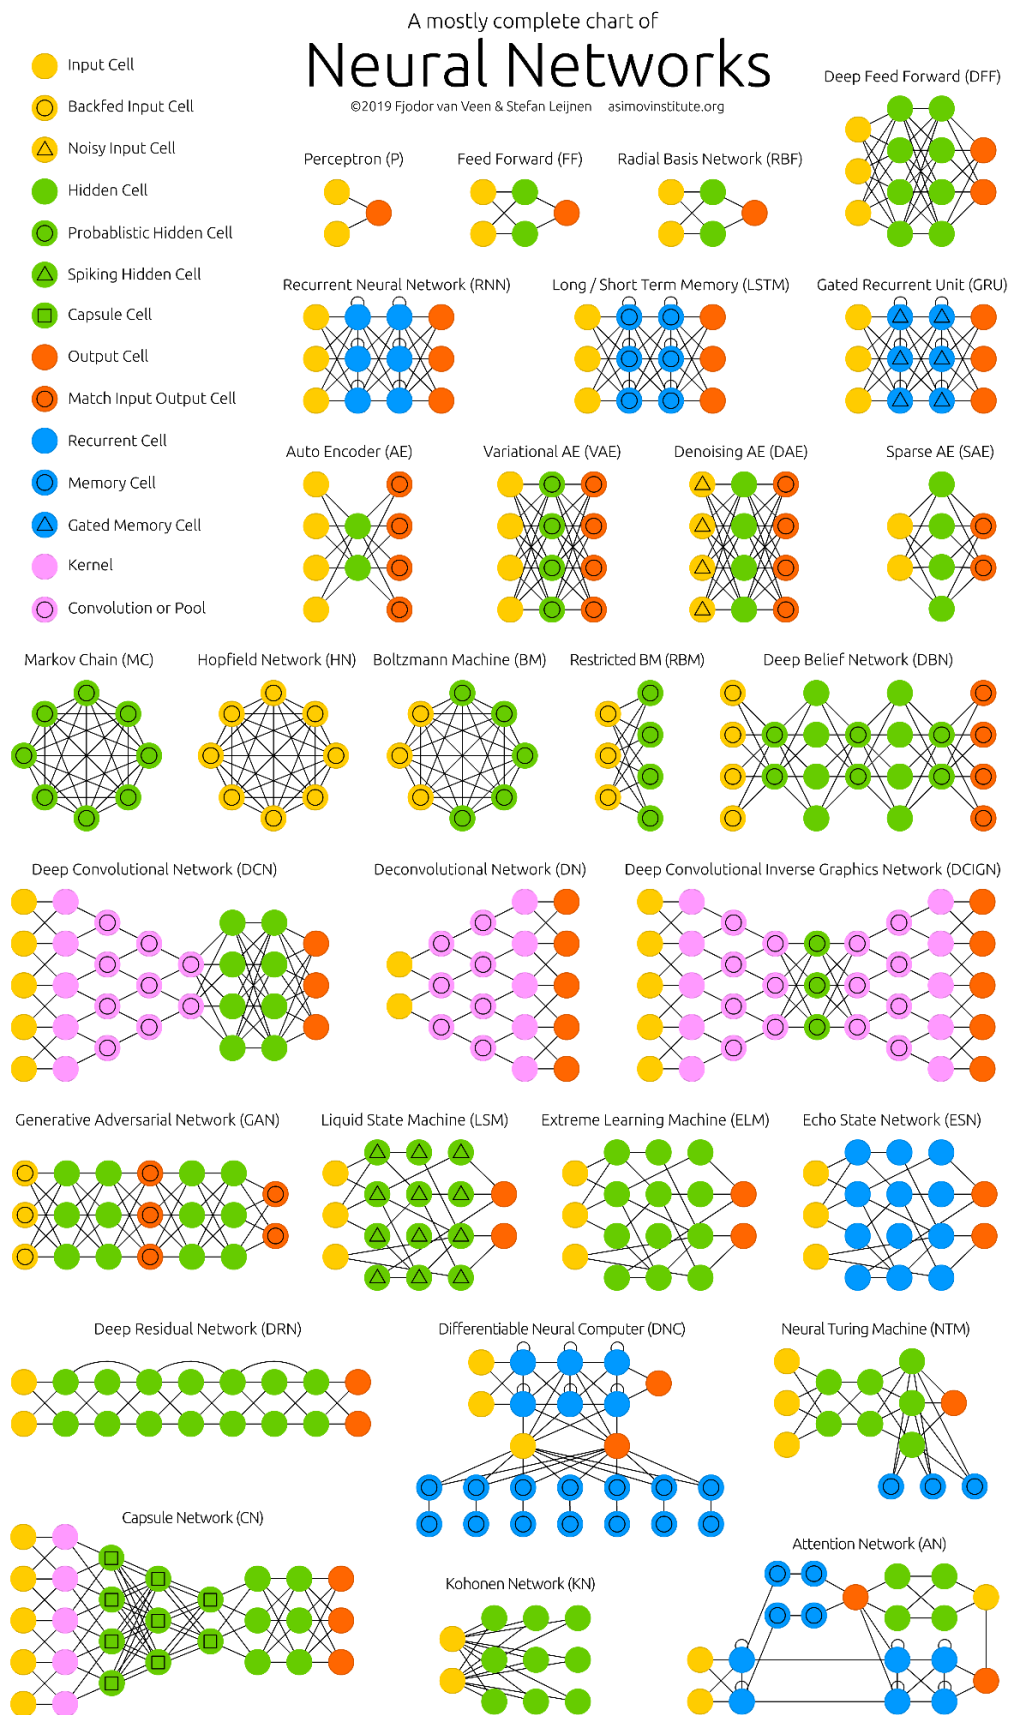 A mostly complete chart of
Neural Networks
©2019 Fjodor van Veen & Stefan Leijnen asimovinstitute.org
Input Cell
Backfed Input Cell
Noisy Input Cell
Hidden Cell
Probablistic Hidden Cell
Spiking Hidden Cell
Capsule Cell
Output Cell
Match Input Output Cell
Recurrent Cell
Memory Cell
Gated Memory Cell
Kernel
Convolution or Pool
Deep Feed Forward (DFF)
Perceptron (P)
Feed Forward (FF)
Radial Basis Network (RBF)
Recurrent Neural Network (RNN)
Long / Short Term Memory (LSTM)
Gated Recurrent Unit (GRU)
Auto Encoder (AE)
Variational AE (VAE)
Denoising AE (DAE)
Sparse AE (SAE)
Markov Chain (MC)
Hopfield Network (HN)
Boltzmann Machine (BM)
Restricted BM (RBM)
Deep Belief Network (DBN)
Deep Convolutional Network (DCN)
Deconvolutional Network (DN)
Deep Convolutional Inverse Graphics Network (DCIGN)
Generative Adversarial Network (GAN)
Liquid State Machine (LSM)
Extreme Learning Machine (ELM)
Echo State Network (ESN)
Deep Residual Network (DRN)
Differentiable Neural Computer (DNC)
Neural Turing Machine (NTM)
Capsule Network (CN)
Kohonen Network (KN)
Attention Network (AN)